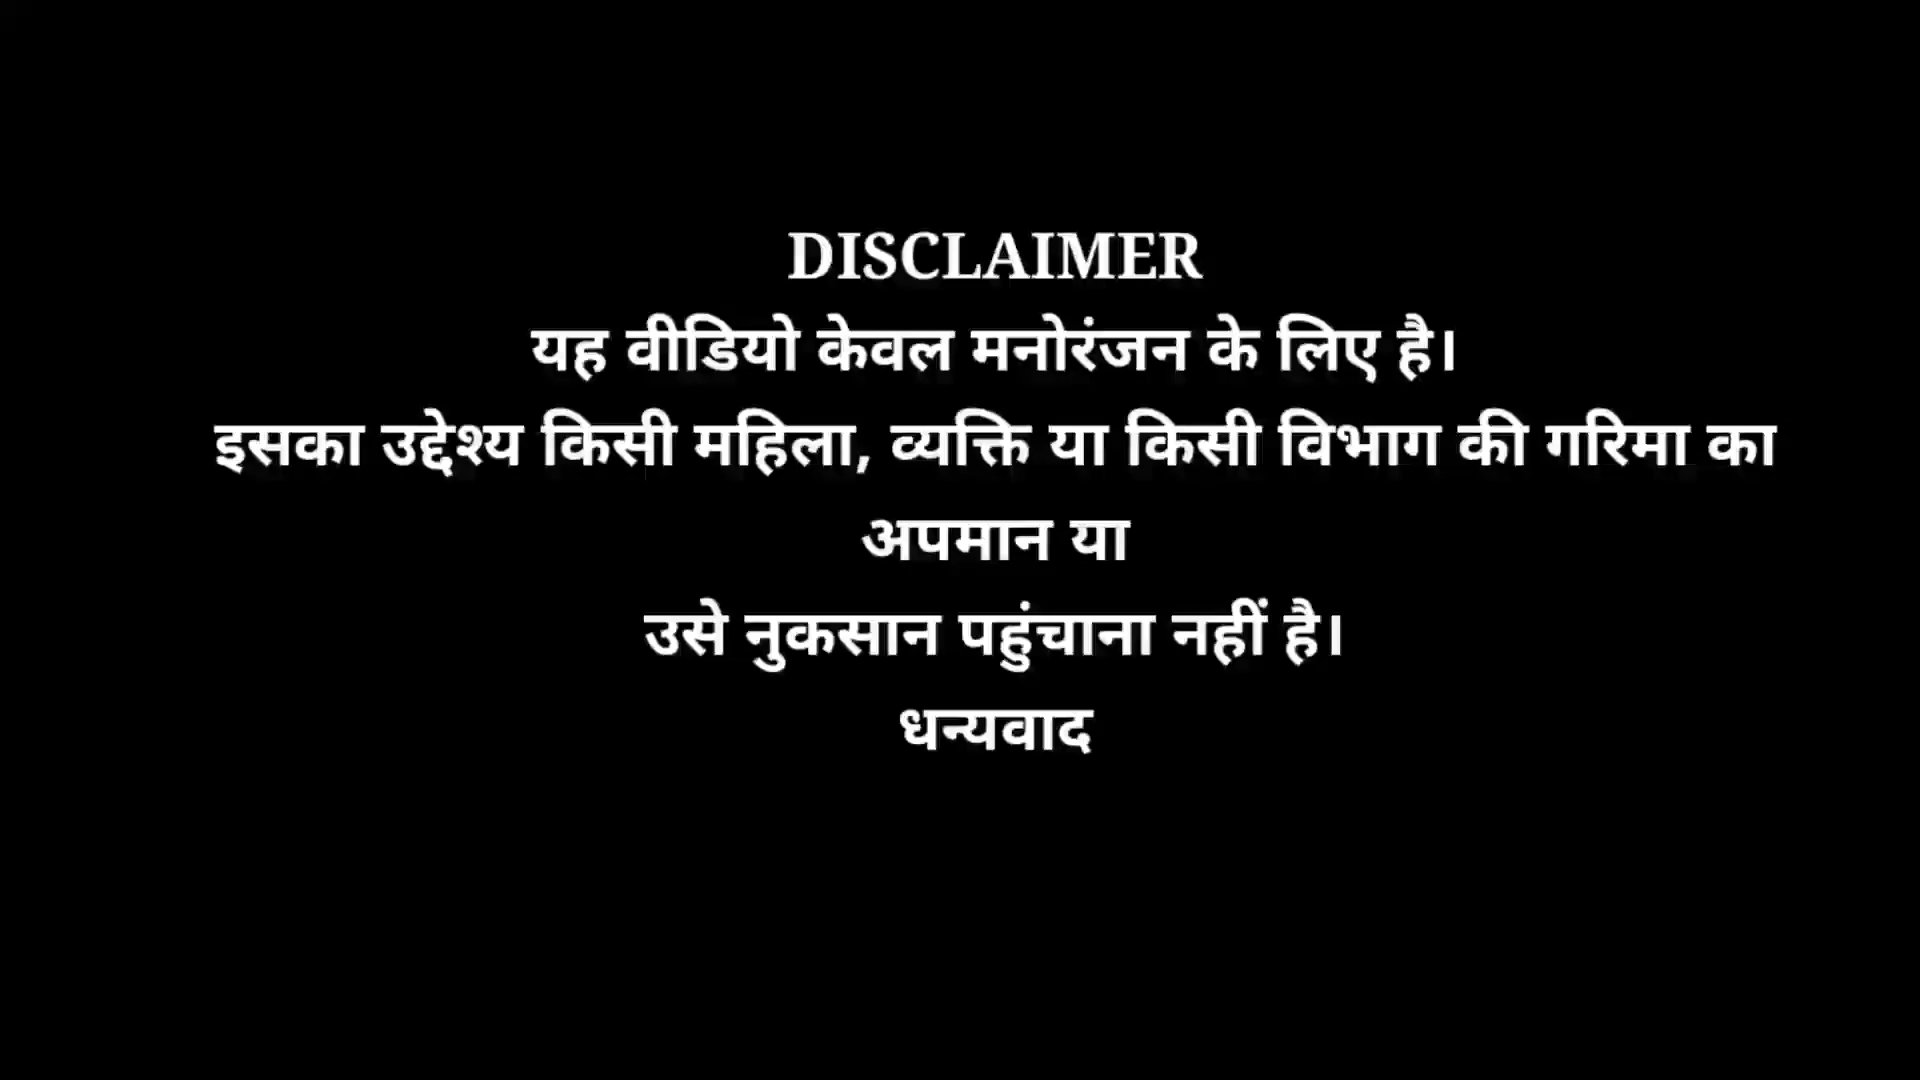 DISCLAIMER
यह वीडियो केवल मनोरंजन के लिए है।
इसका उद्देश्य किसी महिला, व्यक्ति या किसी विभाग की गरिमा का
अपमान या
उसे नुकसान पहुंचाना नहीं है।
धन्यवाद